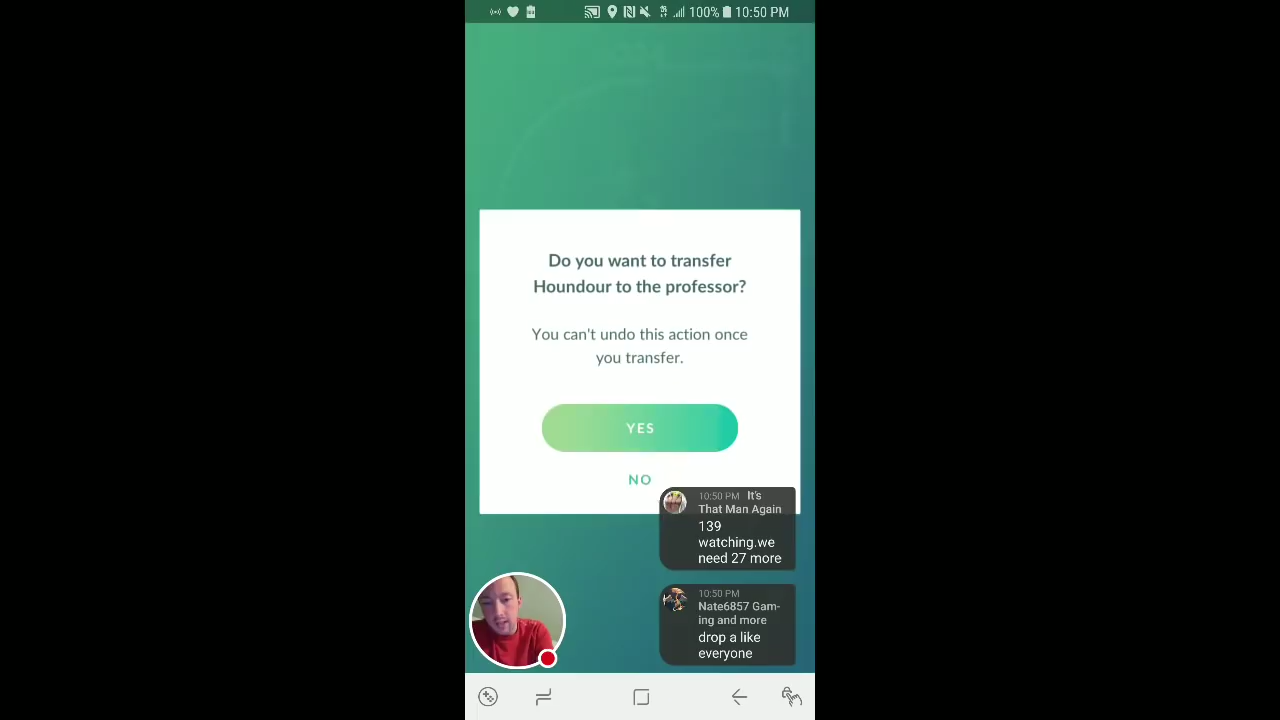 100% 10:50 PM
Do you want to transfer
Houndour to the professor?
You can't undo this action once
you transfer.
YES
NO
10:50 PM It's
That Man Again
139
watching.we
need 27 more
10:50 PM
Nate6857 Gam-
ing and more
drop a like
everyone